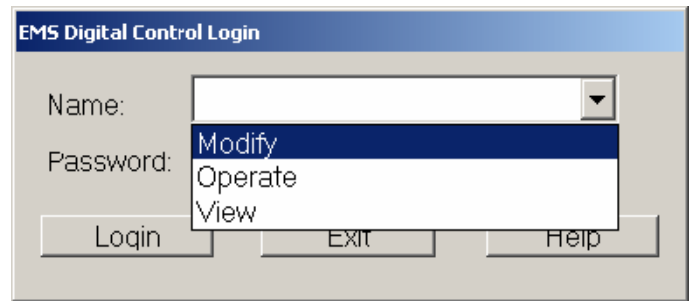 EMS Digital Control Login
Name:
Modify
Operate
Password:
View
Login Exit Help